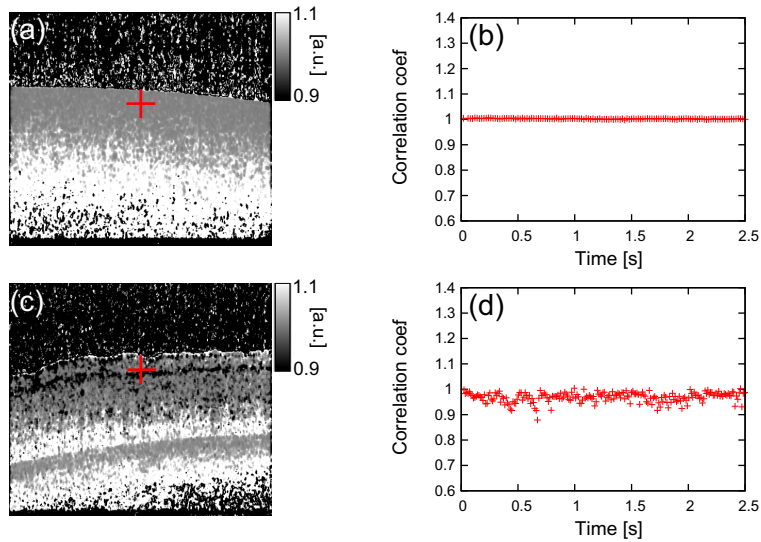 (a)
1.1
[a.u.]
0.9
(b)
Correlation coef
1.4
1.3
1.2
1.1
1
0.9
0.8
0.7
0.6
0 0.5 1 1.5 2 2.5
Time [s]
(c)
1.1
[a.u.]
0.9
(d)
Correlation coef
1.4
1.3
1.2
1.1
1
0.9
0.8
0.7
0.6
0 0.5 1 1.5 2 2.5
Time [s]